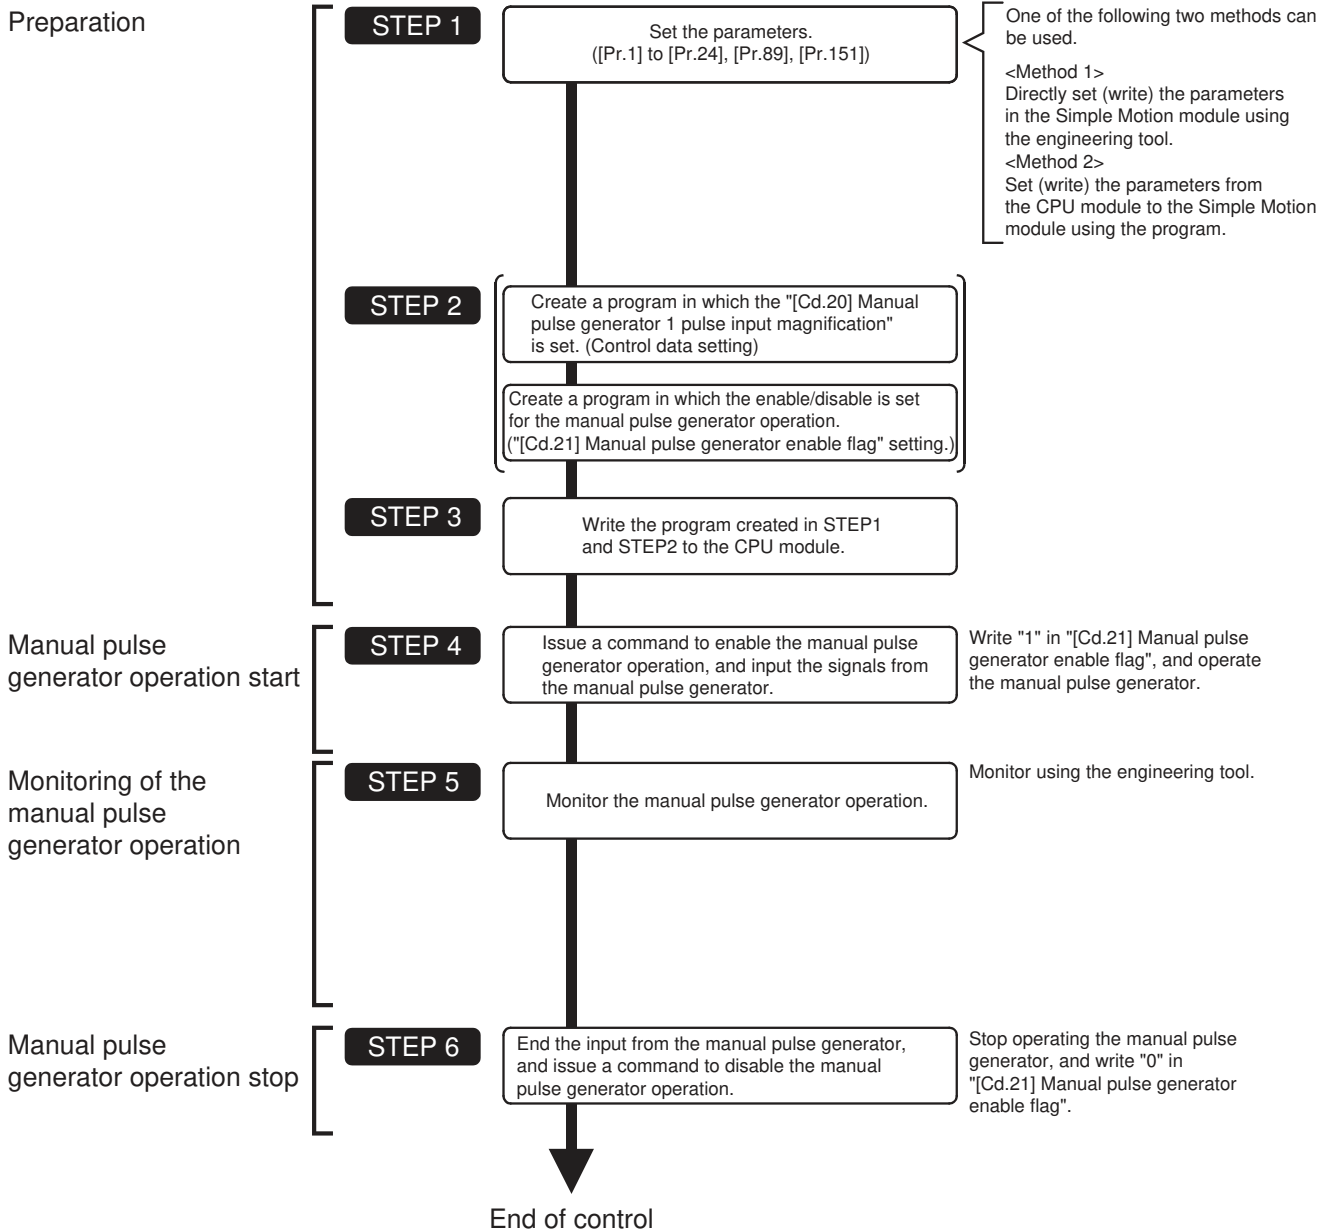 Preparation
STEP 1
Set the parameters.
([Pr.1] to [Pr.24], [Pr.89], [Pr.151])
One of the following two methods can
be used.
<Method 1>
Directly set (write) the parameters
in the Simple Motion module using
the engineering tool.
<Method 2>
Set (write) the parameters from
the CPU module to the Simple Motion
module using the program.
STEP 2
Create a program in which the "[Cd.20] Manual
pulse generator 1 pulse input magnification"
is set. (Control data setting)
Create a program in which the enable/disable is set
for the manual pulse generator operation.
("[Cd.21] Manual pulse generator enable flag" setting.)
STEP 3
Write the program created in STEP1
and STEP2 to the CPU module.
Manual pulse
generator operation start
STEP 4
Issue a command to enable the manual pulse
generator operation, and input the signals from
the manual pulse generator.
Write "1" in "[Cd.21] Manual pulse
generator enable flag", and operate
the manual pulse generator.
Monitoring of the
manual pulse
generator operation
STEP 5
Monitor the manual pulse generator operation.
Monitor using the engineering tool.
Manual pulse
generator operation stop
STEP 6
End the input from the manual pulse generator,
and issue a command to disable the manual
pulse generator operation.
Stop operating the manual pulse
generator, and write "0" in
"[Cd.21] Manual pulse generator
enable flag".
End of control